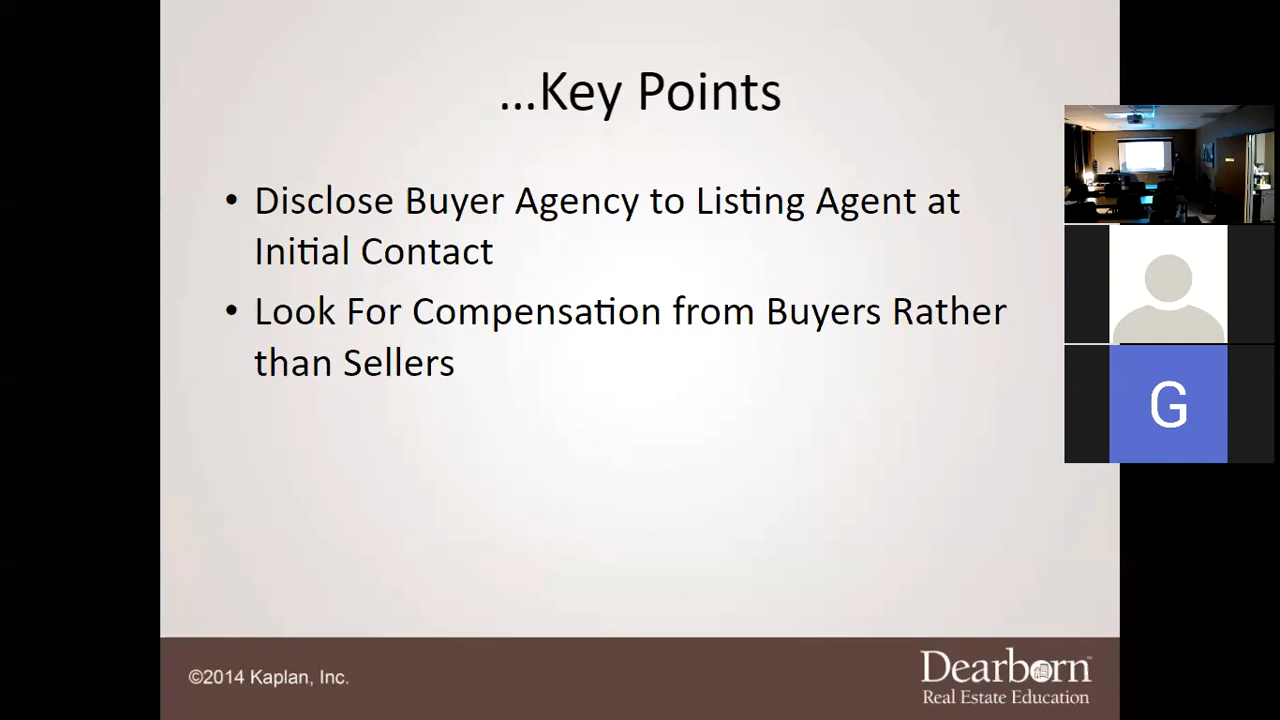 ...Key Points
• Disclose Buyer Agency to Listing Agent at
Initial Contact
• Look For Compensation from Buyers Rather
than Sellers
G
©2014 Kaplan, Inc.
Dearborn™
Real Estate Education